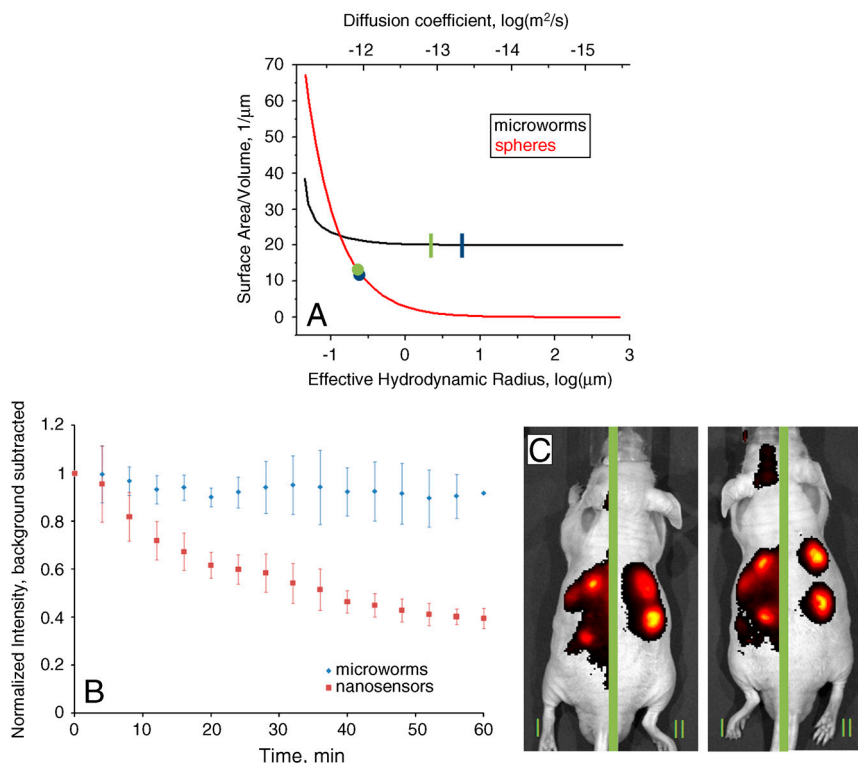 Diffusion coefficient, log(m²/s)
-12 -13 -14 -15
70
60
50
40
30
20
10
0
Surface Area/Volume, 1/μm
microworms
spheres
A
-1 0 1 2 3
Effective Hydrodynamic Radius, log(μm)
1.2
1
0.8
0.6
0.4
0.2
0
Normalized Intensity, background subtracted
microworms
nanosensors
B
0 10 20 30 40 50 60
Time, min
C
I II I II